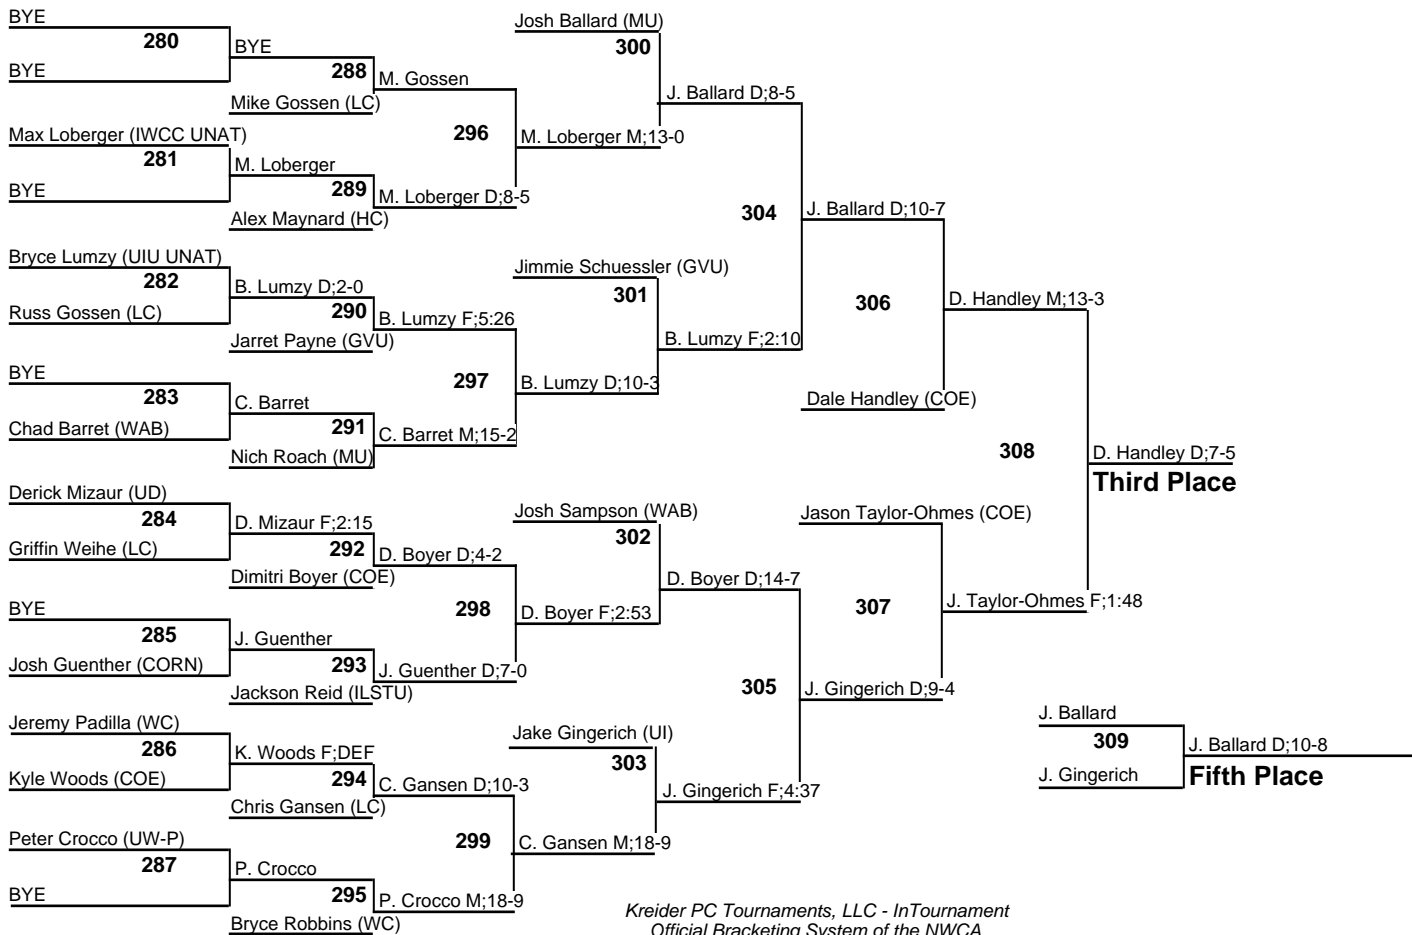 BYE
280
BYE
BYE
288
Mike Gossen (LC)
M. Gossen
Max Loberger (IWCC UNAT)
281
BYE
M. Loberger
289
Alex Maynard (HC)
M. Loberger D;8-5
296
M. Loberger M;13-0
Josh Ballard (MU)
300
J. Ballard D;8-5
Bryce Lumzy (UIU UNAT)
282
Russ Gossen (LC)
B. Lumzy D;2-0
290
Jarret Payne (GVU)
B. Lumzy F;5:26
BYE
283
Chad Barret (WAB)
C. Barret
291
Nich Roach (MU)
C. Barret M;15-2
297
B. Lumzy D;10-3
Jimmie Schuessler (GVU)
301
B. Lumzy F;2:10
304
J. Ballard D;10-7
306
Dale Handley (COE)
D. Handley M;13-3
Derick Mizaur (UD)
284
Griffin Weihe (LC)
D. Mizaur F;2:15
292
Dimitri Boyer (COE)
D. Boyer D;4-2
BYE
285
Josh Guenther (CORN)
J. Guenther
293
Jackson Reid (ILSTU)
J. Guenther D;7-0
298
D. Boyer F;2:53
Josh Sampson (WAB)
302
D. Boyer D;14-7
Jeremy Padilla (WC)
286
Kyle Woods (COE)
K. Woods F;DEF
294
Chris Gansen (LC)
C. Gansen D;10-3
Peter Crocco (UW-P)
287
BYE
P. Crocco
295
Bryce Robbins (WC)
P. Crocco M;18-9
299
C. Gansen M;18-9
Jake Gingerich (UI)
303
J. Gingerich F;4:37
305
J. Gingerich D;9-4
Jason Taylor-Ohmes (COE)
307
J. Taylor-Ohmes F;1:48
308
D. Handley D;7-5
Third Place
J. Ballard
309
J. Gingerich
J. Ballard D;10-8
Fifth Place
Kreider PC Tournaments, LLC - InTournament
Official Bracketing System of the NWCA